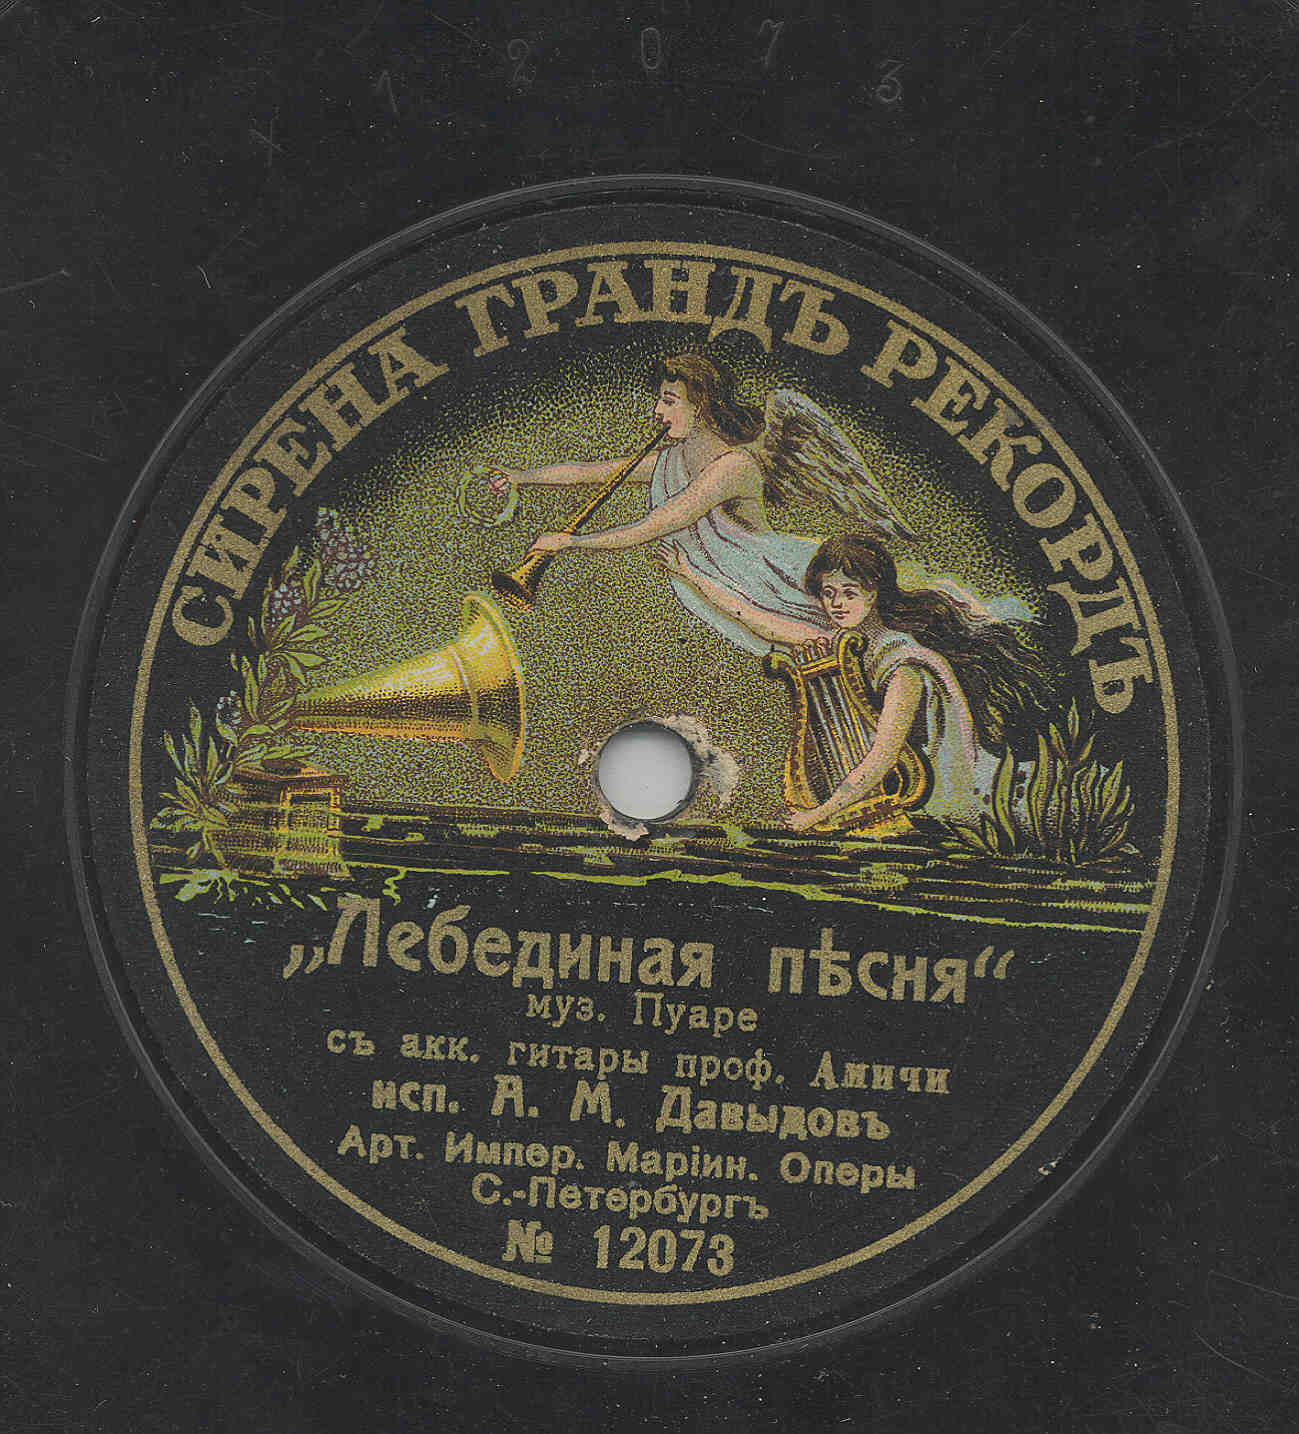 12073
СИРЕНА ГРАНДЪ РЕКОРДЪ
„Лебединая пѣсня“
муз. Пуаре
съ акк. гитары проф. Амичи
исп. А. М. Давыдовъ
Арт. Импер. Маріин. Оперы
С.-Петербургъ
№ 12073